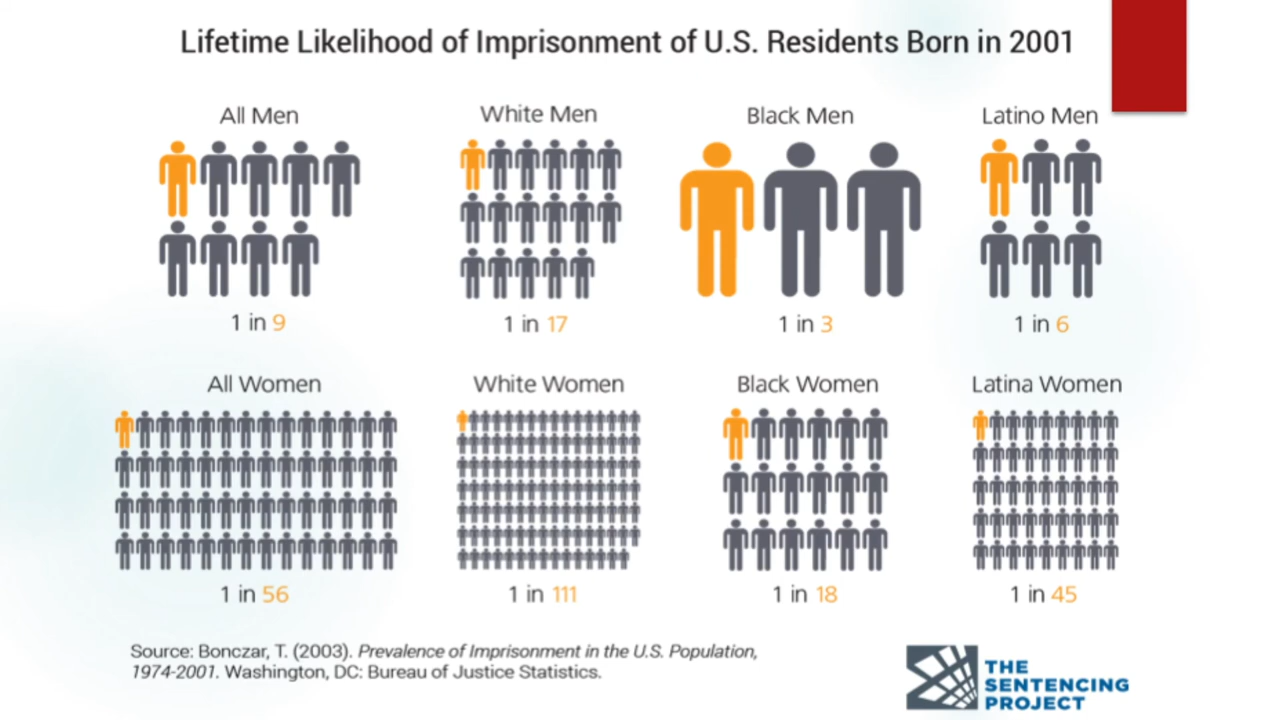 Lifetime Likelihood of Imprisonment of U.S. Residents Born in 2001
All Men
White Men
Black Men
Latino Men
1 in 9
1 in 17
1 in 3
1 in 6
All Women
White Women
Black Women
Latina Women
1 in 56
1 in 111
1 in 18
1 in 45
Source: Bonczar, T. (2003). Prevalence of Imprisonment in the U.S. Population,
1974-2001. Washington, DC: Bureau of Justice Statistics.
THE
SENTENCING
PROJECT